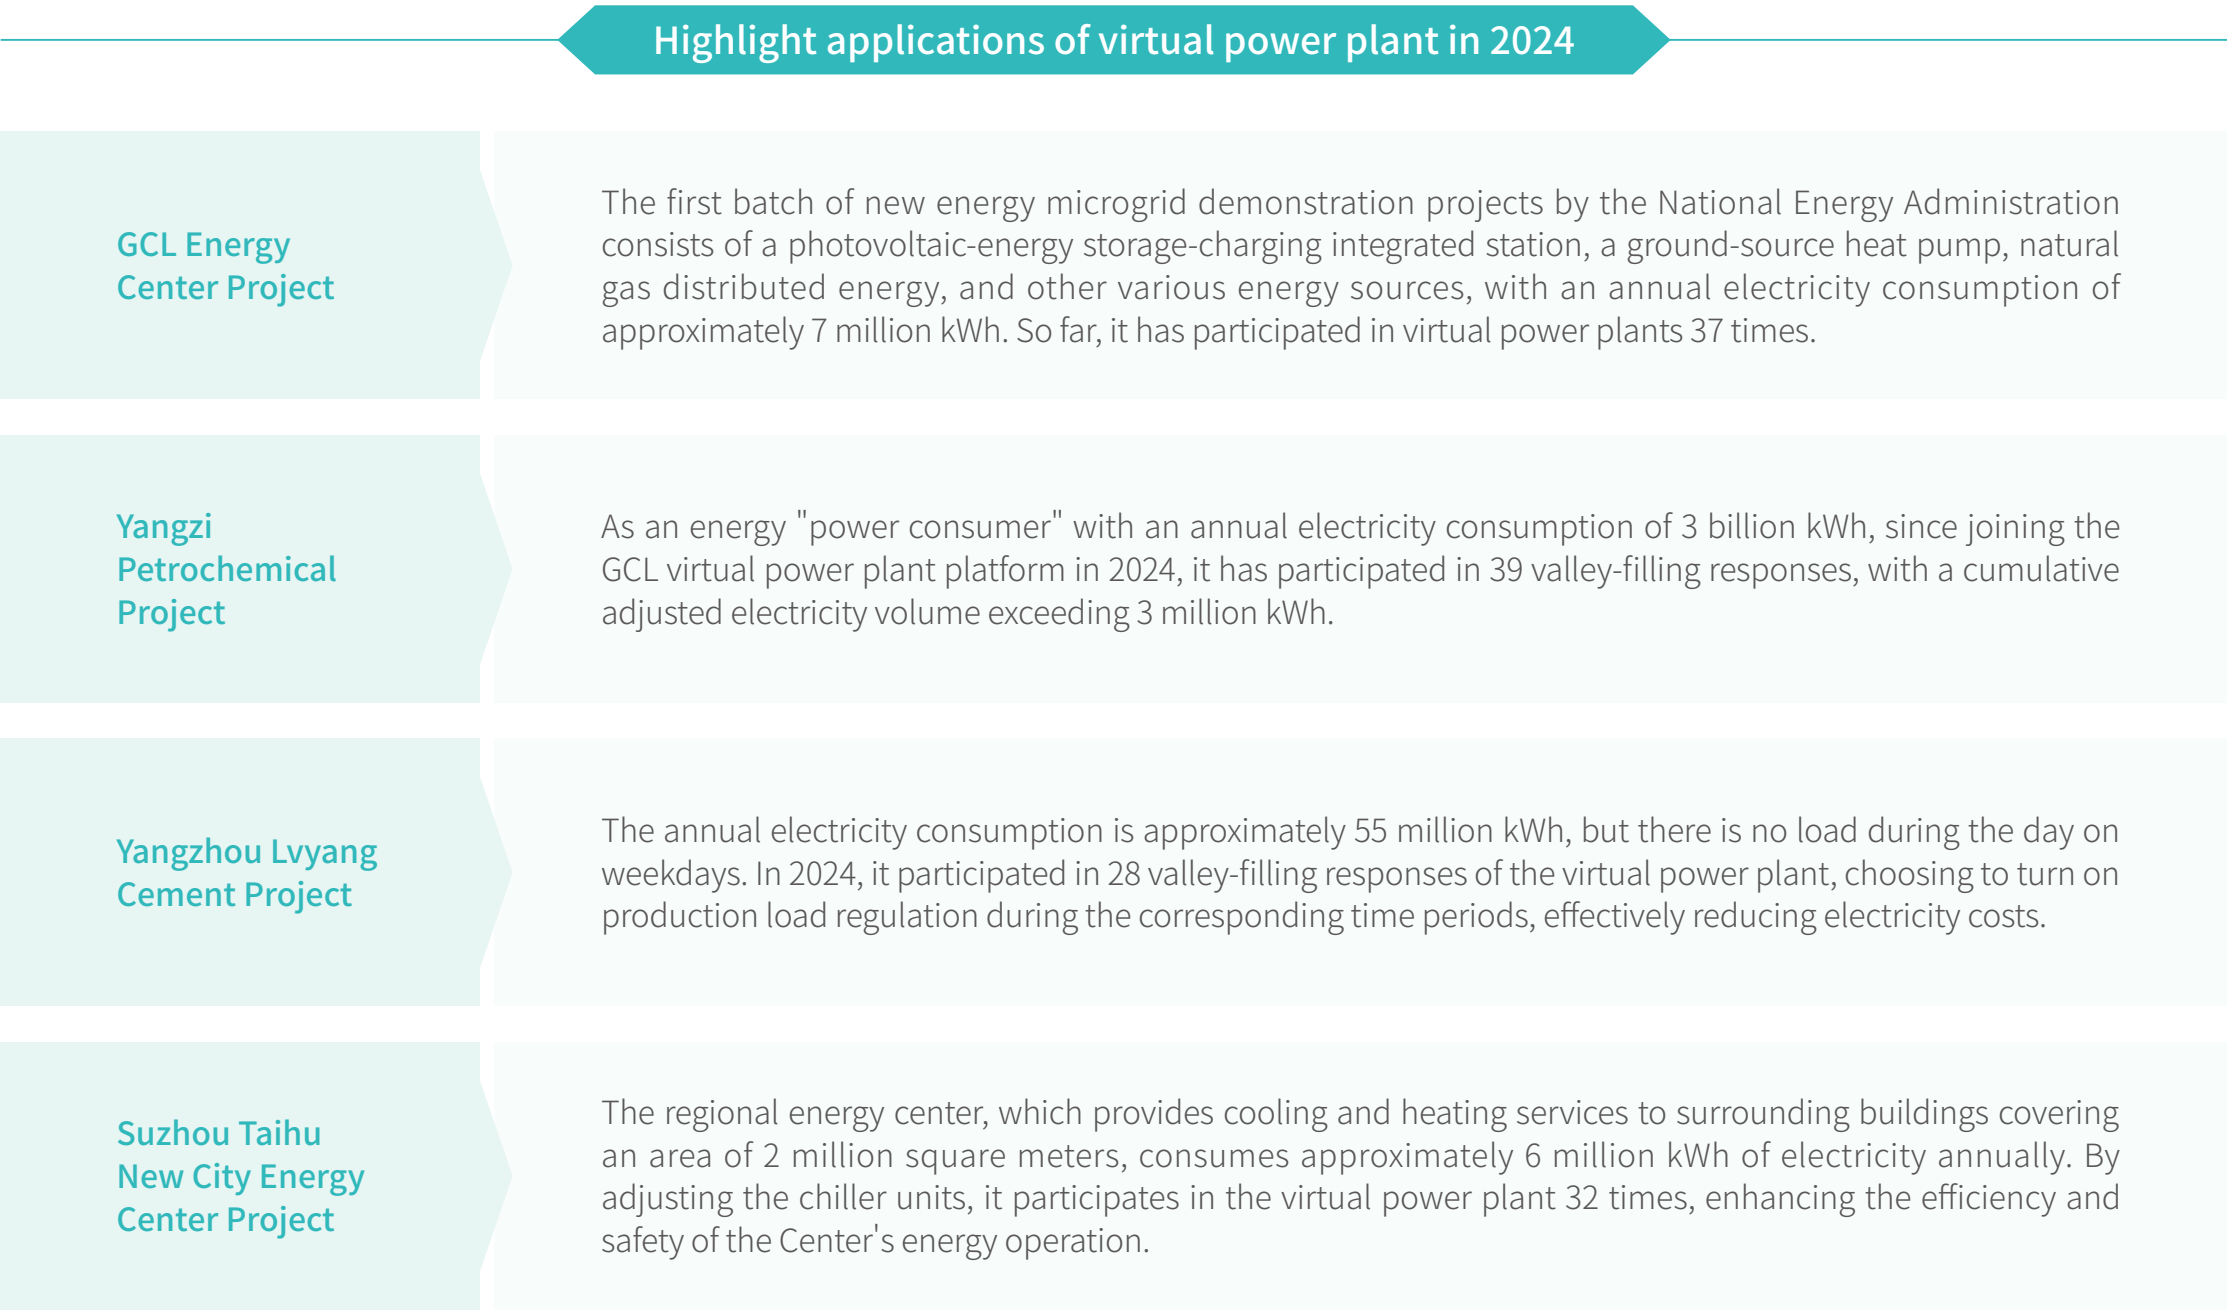 Highlight applications of virtual power plant in 2024
GCL Energy
Center Project
The first batch of new energy microgrid demonstration projects by the National Energy Administration
consists of a photovoltaic-energy storage-charging integrated station, a ground-source heat pump, natural
gas distributed energy, and other various energy sources, with an annual electricity consumption of
approximately 7 million kWh. So far, it has participated in virtual power plants 37 times.
Yangzi
Petrochemical
Project
As an energy "power consumer" with an annual electricity consumption of 3 billion kWh, since joining the
GCL virtual power plant platform in 2024, it has participated in 39 valley-filling responses, with a cumulative
adjusted electricity volume exceeding 3 million kWh.
Yangzhou Lvyang
Cement Project
The annual electricity consumption is approximately 55 million kWh, but there is no load during the day on
weekdays. In 2024, it participated in 28 valley-filling responses of the virtual power plant, choosing to turn on
production load regulation during the corresponding time periods, effectively reducing electricity costs.
Suzhou Taihu
New City Energy
Center Project
The regional energy center, which provides cooling and heating services to surrounding buildings covering
an area of 2 million square meters, consumes approximately 6 million kWh of electricity annually. By
adjusting the chiller units, it participates in the virtual power plant 32 times, enhancing the efficiency and
safety of the Center's energy operation.